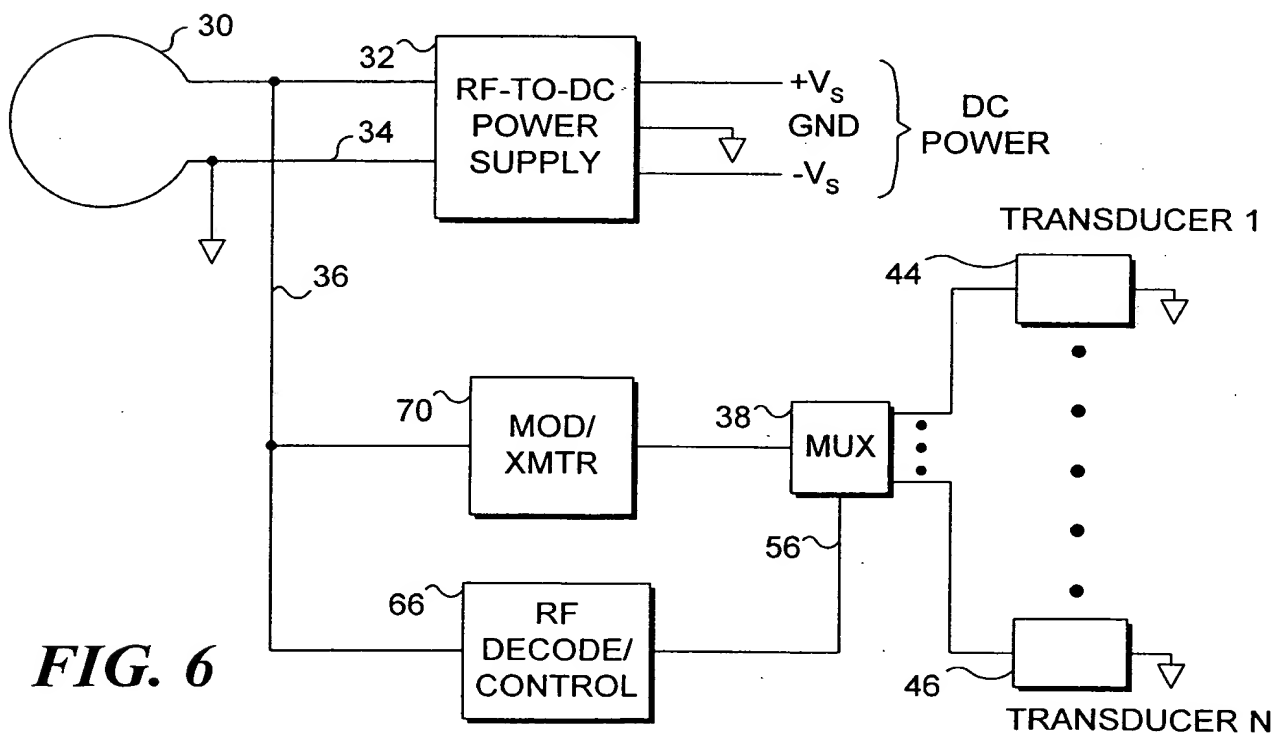 30
32
RF-TO-DC
POWER
SUPPLY
34
+Vs
GND
-Vs
DC
POWER
36
TRANSDUCER 1
44
70
MOD/
XMTR
38
MUX
56
66
RF
DECODE/
CONTROL
46
TRANSDUCER N
FIG. 6